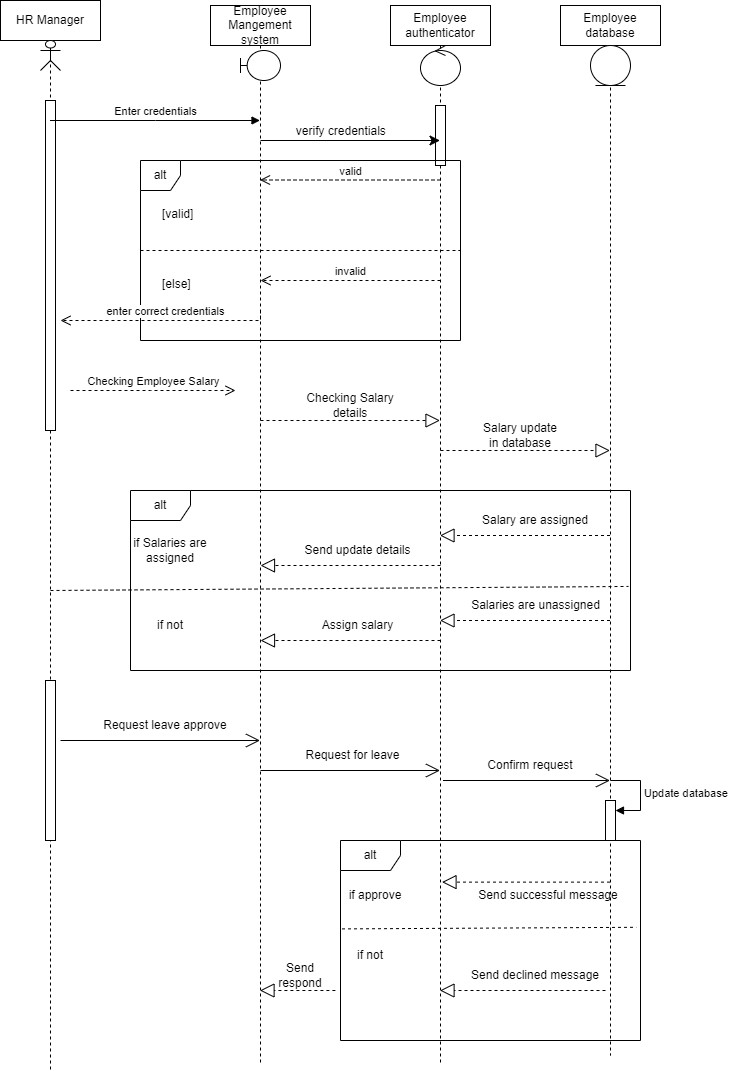 HR Manager
Employee
Mangement
system
Employee
authenticator
Employee
database
Enter credentials
verify credentials
alt
valid
[valid]
invalid
[else]
enter correct credentials
Checking Employee Salary
Checking Salary
details
Salary update
in database
alt
Salary are assigned
if Salaries are
assigned
Send update details
Salaries are unassigned
if not
Assign salary
Request leave approve
Request for leave
Confirm request
Update database
alt
if approve
Send successful message
if not
Send
respond
Send declined message